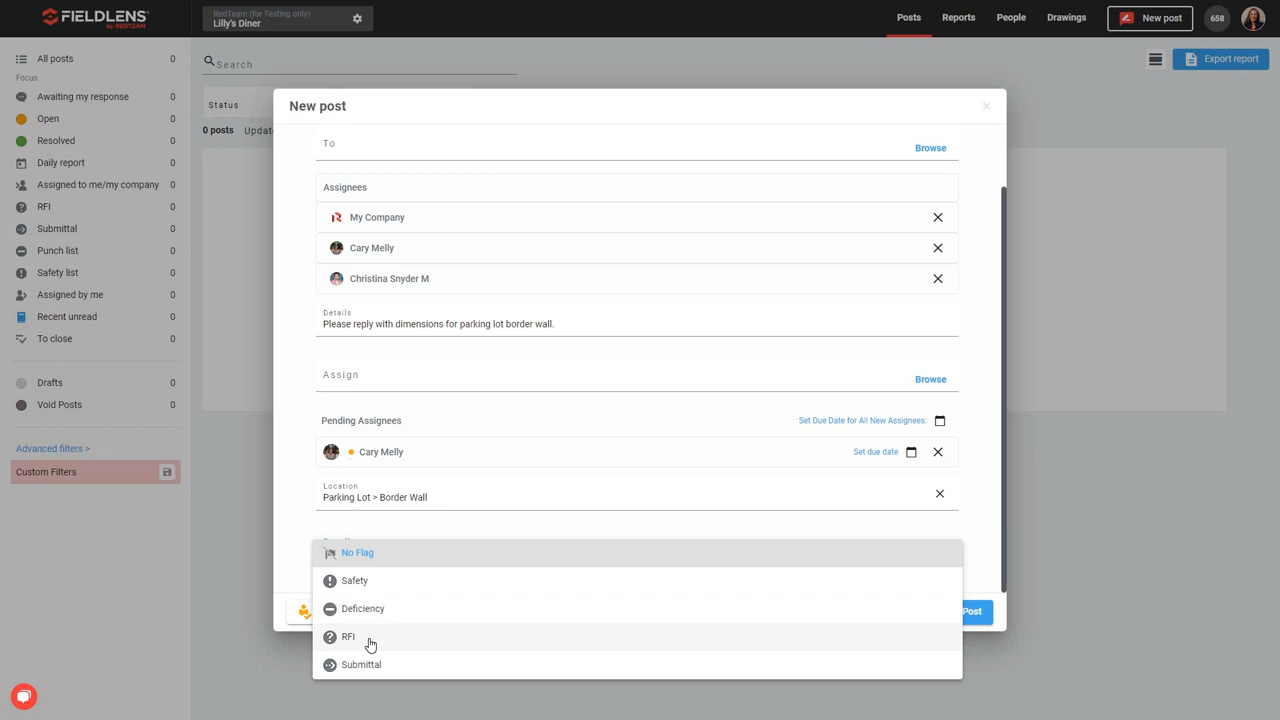 FIELDLENS
by REDTEAM
RedTeam (for Testing only)
Lilly's Diner
Posts
Reports
People
Drawings
New post
658
All posts 0
Focus
Awaiting my response 0
Open 0
Resolved 0
Daily report 0
Assigned to me/my company 0
RFI 0
Submittal 0
Punch list 0
Safety list 0
Assigned by me 0
Recent unread 0
To close 0
Drafts 0
Void Posts 0
Advanced filters >
Custom Filters
Search
Export report
Status
0 posts
New post
To
Browse
Assignees
My Company
Cary Melly
Christina Snyder M
Details
Please reply with dimensions for parking lot border wall.
Assign
Browse
Pending Assignees
Set Due Date for All New Assignees:
Cary Melly
Set due date
Location
Parking Lot > Border Wall
No Flag
Safety
Deficiency
RFI
Submittal
Post